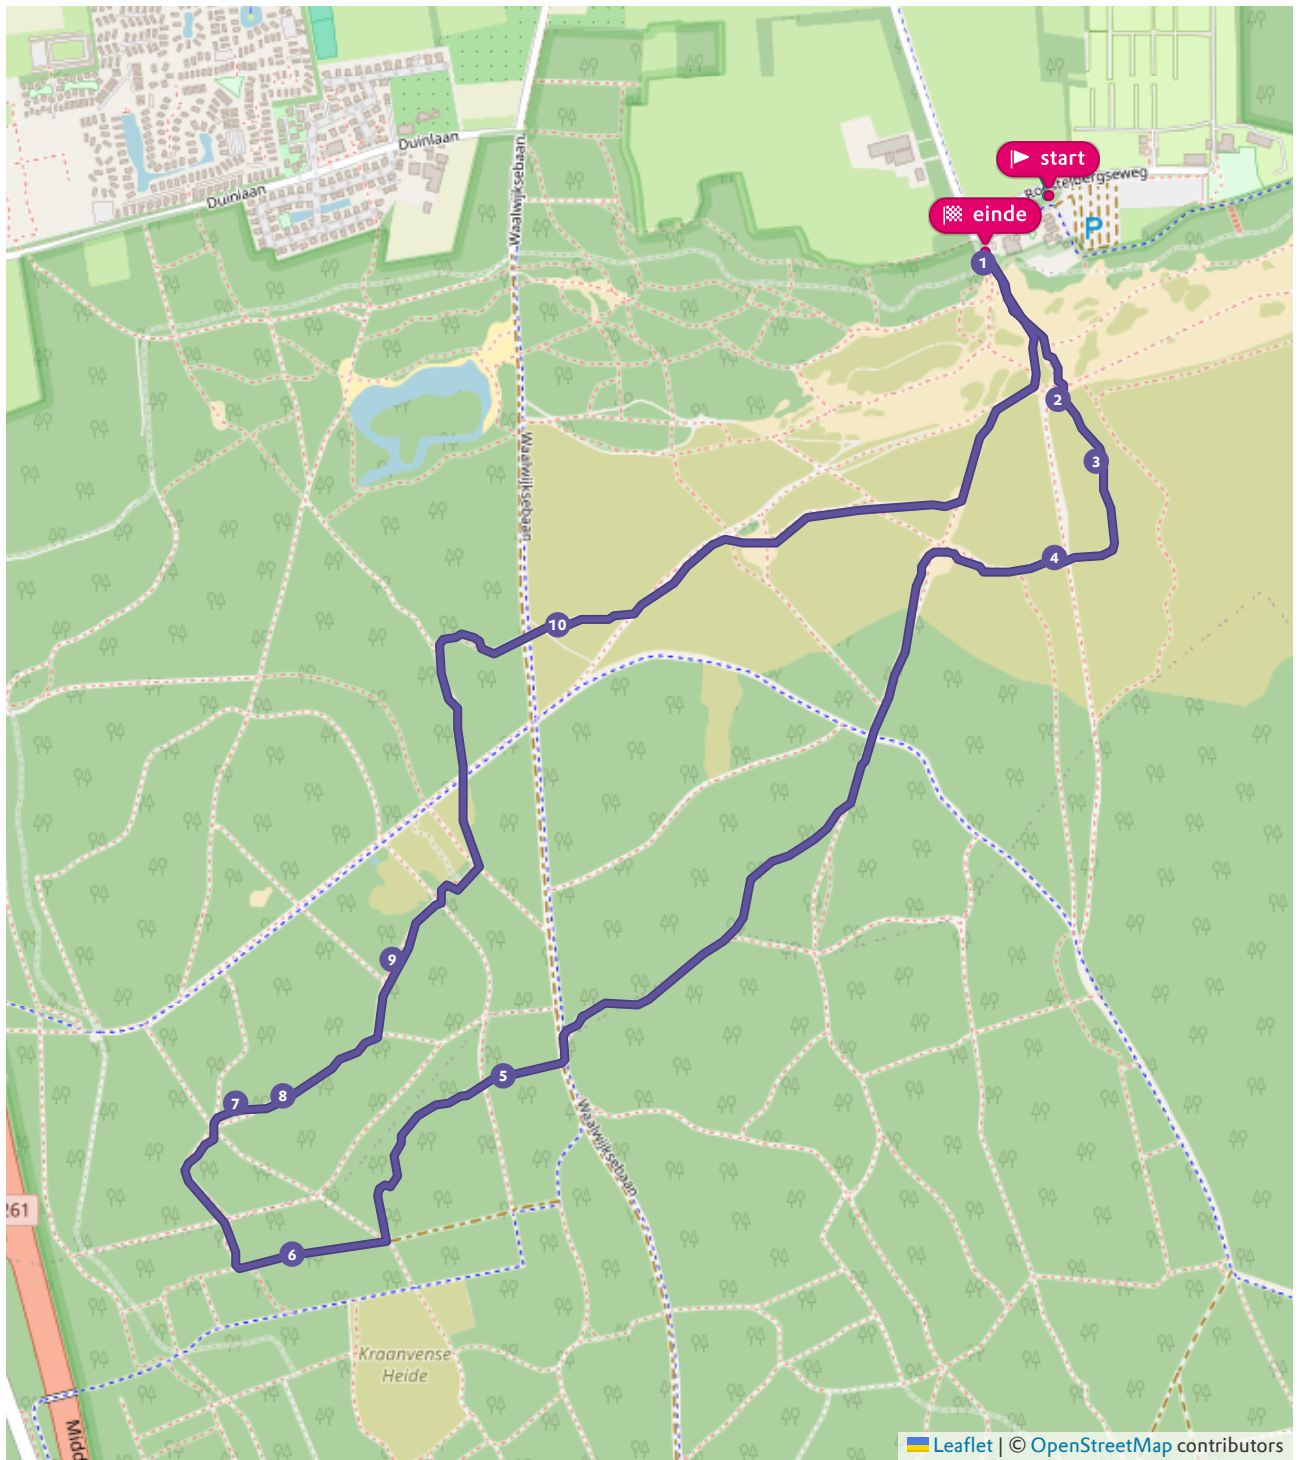 Duinlaan
Duinlaan
Waalwijksebaan
start
einde
P
1
2
3
Waalwijksebaan
4
10
9
5
8
7
Waalwijksebaan
261
6
Kraanvense
Heide
Midd
Leaflet | © OpenStreetMap contributors